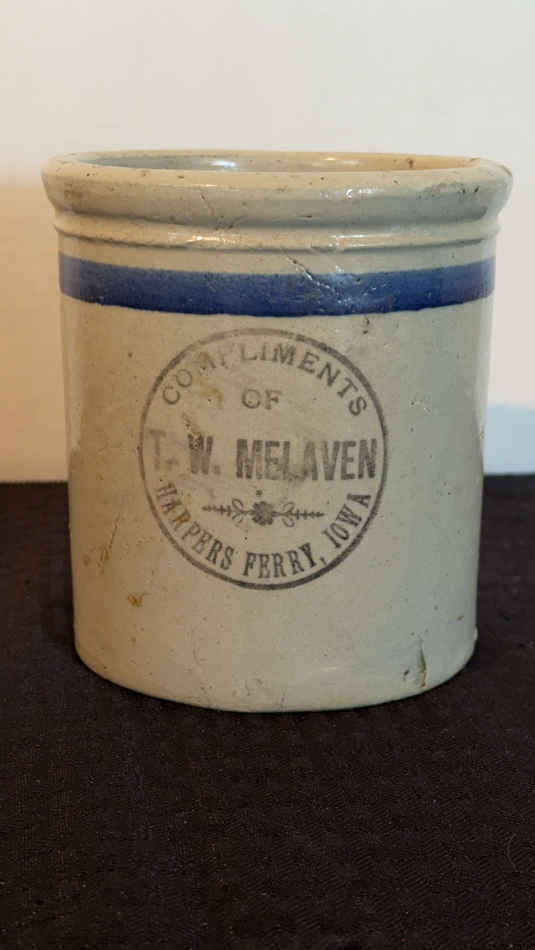 COMPLIMENTS
OF
T. W. MELAVEN
HARPERS FERRY, IOWA